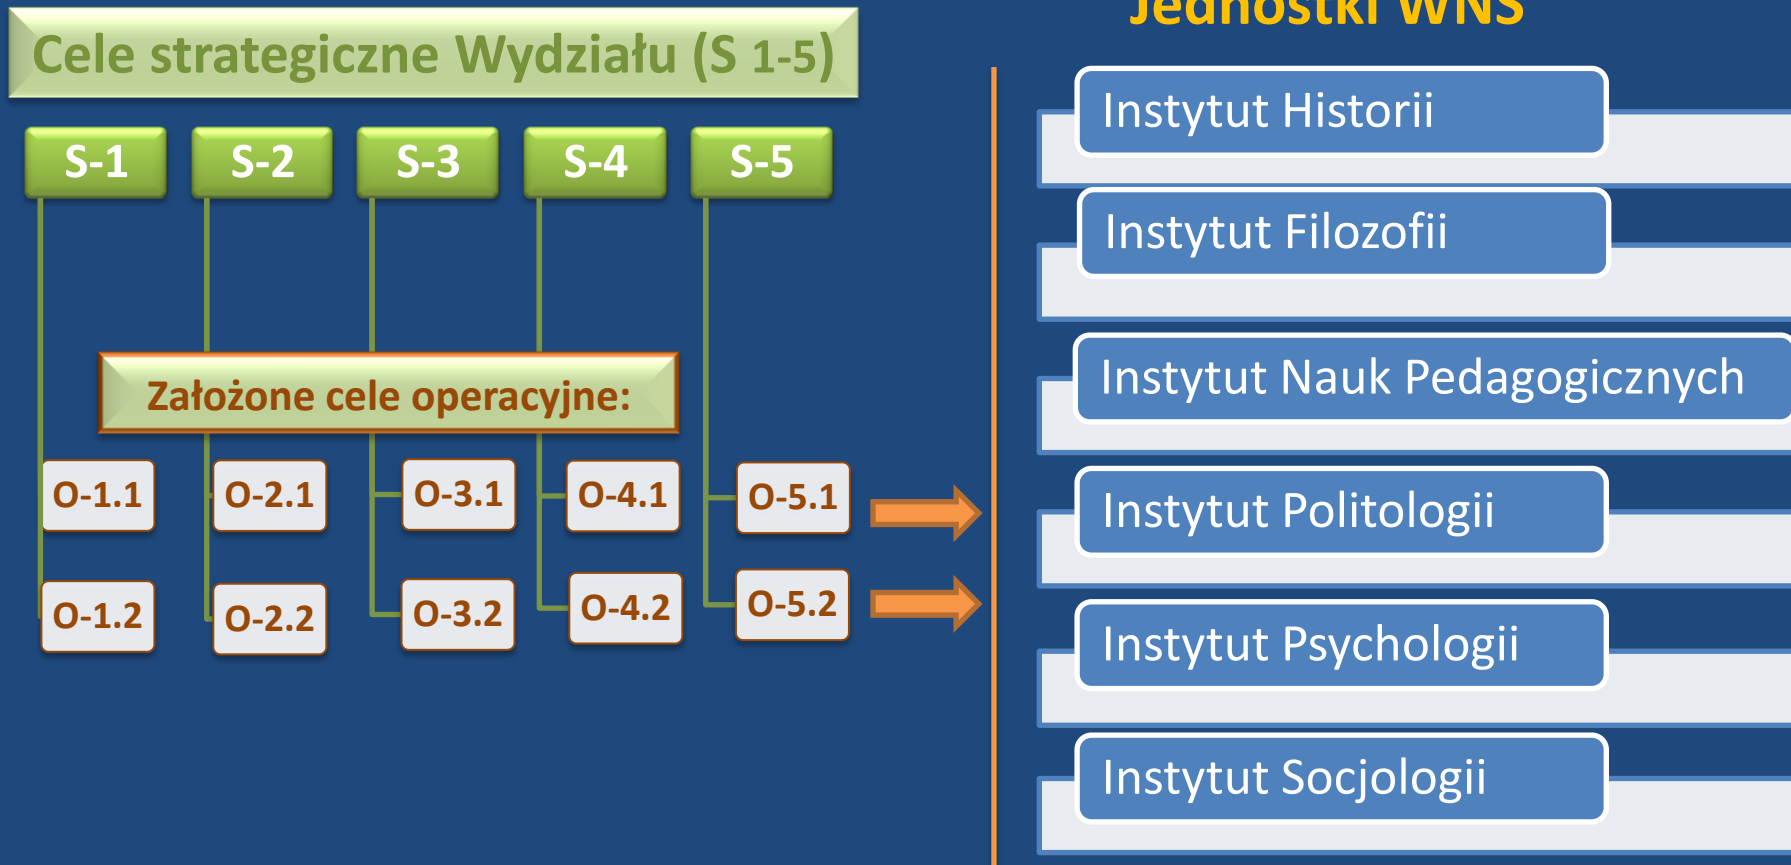 Cele strategiczne Wydziału (S 1-5)
S-1
S-2
S-3
S-4
S-5
Założone cele operacyjne:
O-1.1
O-2.1
O-3.1
O-4.1
O-5.1
O-1.2
O-2.2
O-3.2
O-4.2
O-5.2
Jednostki WNS
Instytut Historii
Instytut Filozofii
Instytut Nauk Pedagogicznych
Instytut Politologii
Instytut Psychologii
Instytut Socjologii